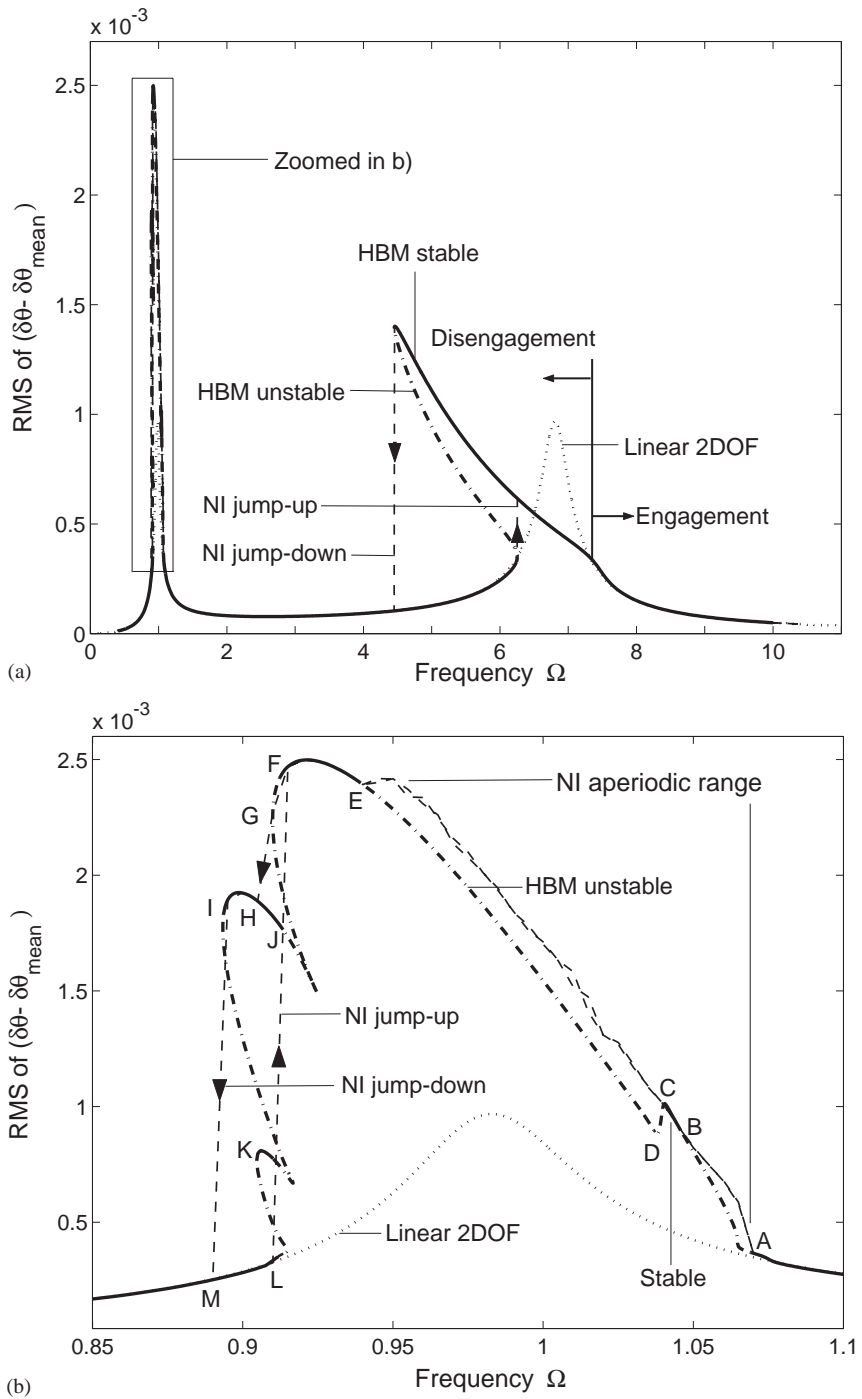 x 10⁻³
2.5
2
1.5
1
0.5
0
RMS of (δθ- δθmean)
Zoomed in b)
HBM stable
Disengagement
HBM unstable
Linear 2DOF
NI jump-up
Engagement
NI jump-down
0 2 4 6 8 10
Frequency Ω
(a)
x 10⁻³
2.5
2
1.5
1
0.5
RMS of (δθ- δθmean)
F
E
NI aperiodic range
G
HBM unstable
I
H
J
NI jump-up
NI jump-down
C
B
D
K
A
Linear 2DOF
L
Stable
M
0.85 0.9 0.95 1 1.05 1.1
Frequency Ω
(b)